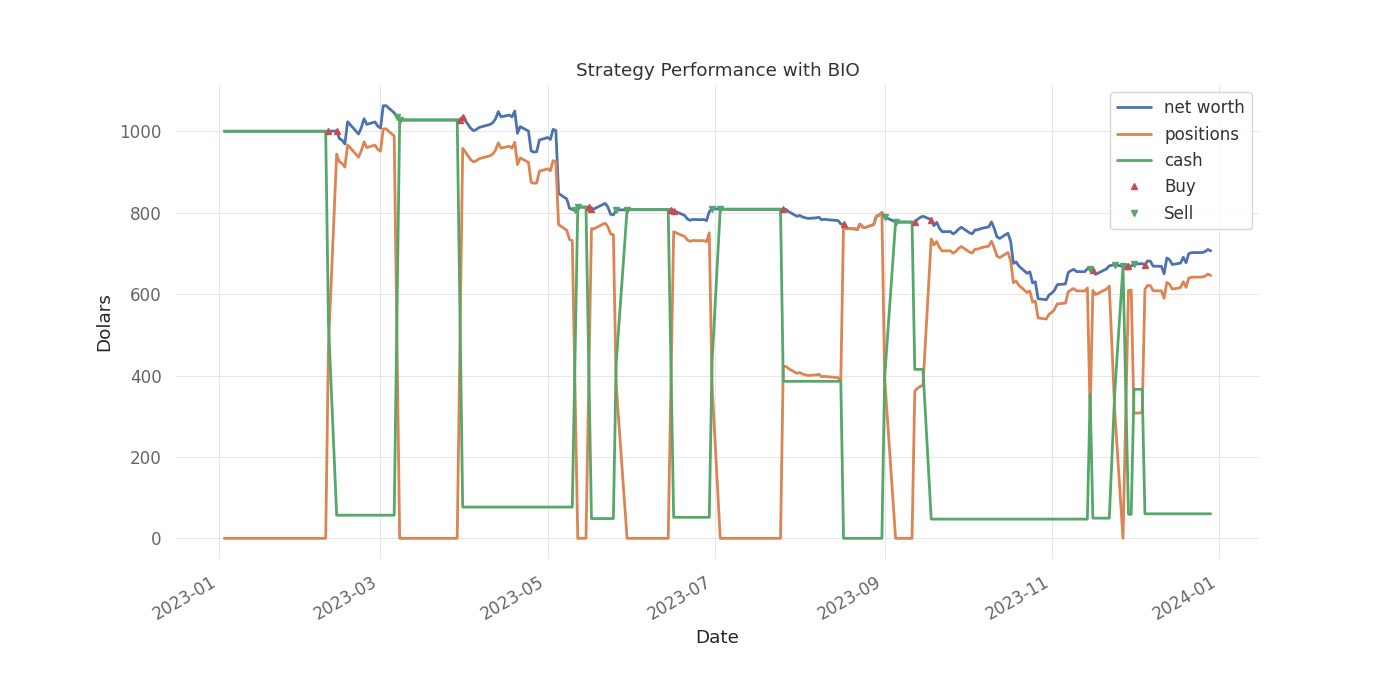 Strategy Performance with BIO
net worth
positions
cash
Buy
Sell
1000
800
600
400
200
0
Dolars
2023-01
2023-03
2023-05
2023-07
2023-09
2023-11
2024-01
Date